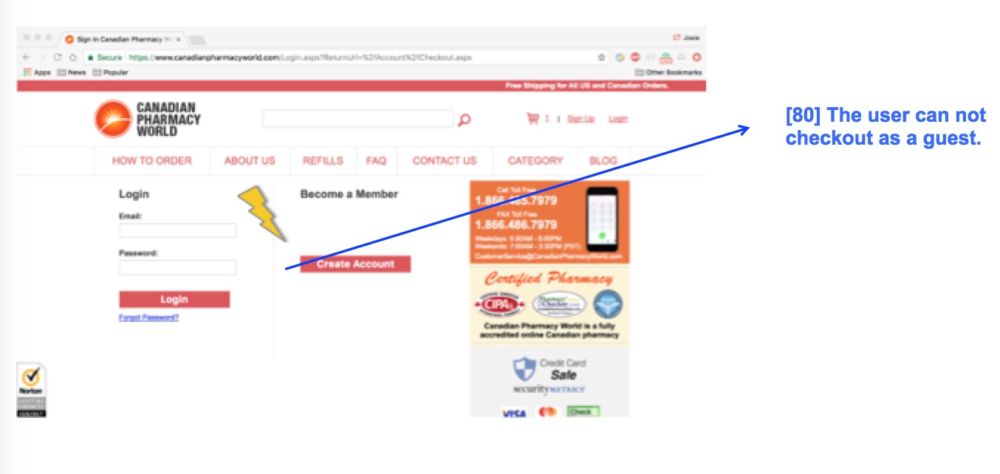 Sign In Canadian Pharmacy W
Josie
Secure https://www.canadianpharmacyworld.com/Login.aspx?ReturnUrl=%2fAccount%2fCheckout.aspx
Apps News Popular
Other Bookmarks
Free Shipping for All US and Canadian Orders.
CANADIAN
PHARMACY
WORLD
1 | Sign Up Login
HOW TO ORDER ABOUT US REFILLS FAQ CONTACT US CATEGORY BLOG
Login
Email:
Password:
Login
Forgot Password?
Become a Member
Create Account
Call Toll Free
1.866.485.7979
FAX Toll Free
1.866.486.7979
Weekdays: 5:30AM - 6:00PM
Weekends: 7:00AM - 3:30PM (PST)
CustomerService@CanadianPharmacyWorld.com
Certified Pharmacy
CIPA
Pharmacy
Checker.com
Canadian Pharmacy World is a fully
accredited online Canadian pharmacy
Credit Card
Safe
securityMETRICS
VISA
Check
Norton
[80] The user can not
checkout as a guest.